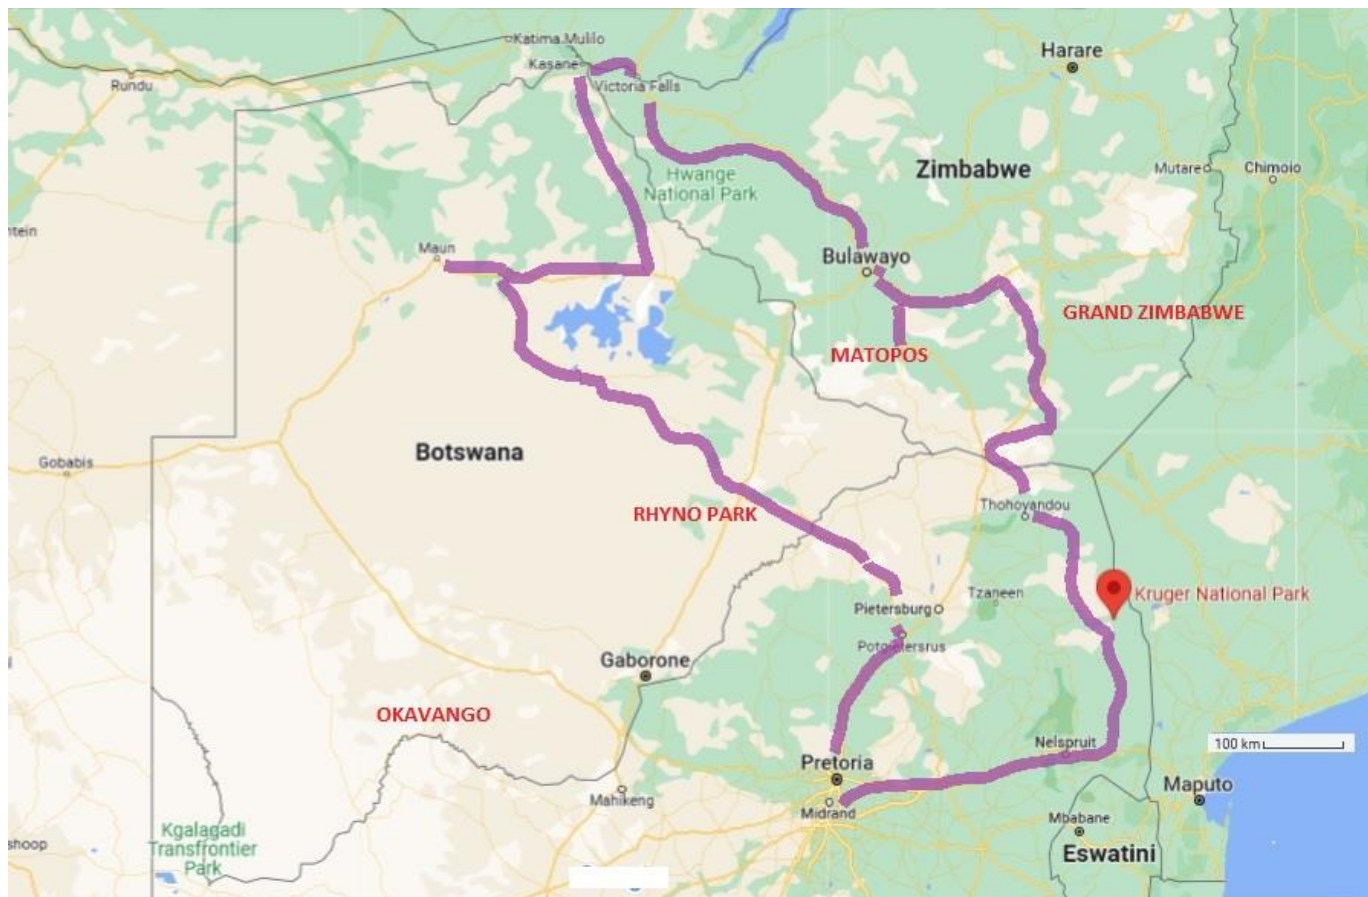 Katima Mulilo
Harare
Kasane
Rundu
Victoria Falls
Zimbabwe
Mutare
Chimoio
Hwange
National Park
ntein
Maun
Bulawayo
GRAND ZIMBABWE
MATOPOS
Botswana
Gobabis
RHYNO PARK
Thohoyandou
Tzaneen
Kruger National Park
Pietersburg
Potgietersrus
Gaborone
OKAVANGO
Nelspruit
100 km
Pretoria
Maputo
Mahikeng
Midrand
Mbabane
Kgalagadi
Transfrontier
Park
shoop
Eswatini